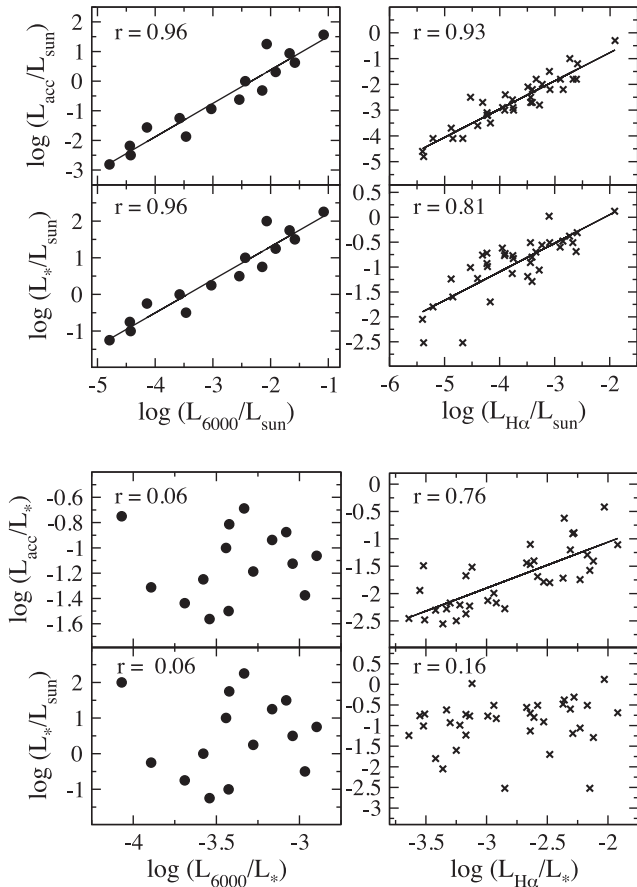 r = 0.96
log (L_acc/L_sun)
2
1
0
-1
-2
-3
r = 0.93
0
-1
-2
-3
-4
-5
r = 0.96
log (L_*/L_sun)
2
1
0
-1
-5 -4 -3 -2 -1
log (L_6000/L_sun)
r = 0.81
0.5
0
-0.5
-1
-1.5
-2
-2.5
-6 -5 -4 -3 -2 -1
log (L_Hα/L_sun)
r = 0.06
log (L_acc/L_*)
-0.6
-0.8
-1
-1.2
-1.4
-1.6
r = 0.76
0
-0.5
-1
-1.5
-2
-2.5
r = 0.06
log (L_*/L_sun)
2
1
0
-1
-4 -3.5 -3
log (L_6000/L_*)
r = 0.16
0.5
0
-0.5
-1
-1.5
-2
-2.5
-3
-3.5 -3 -2.5 -2
log (L_Hα/L_*)